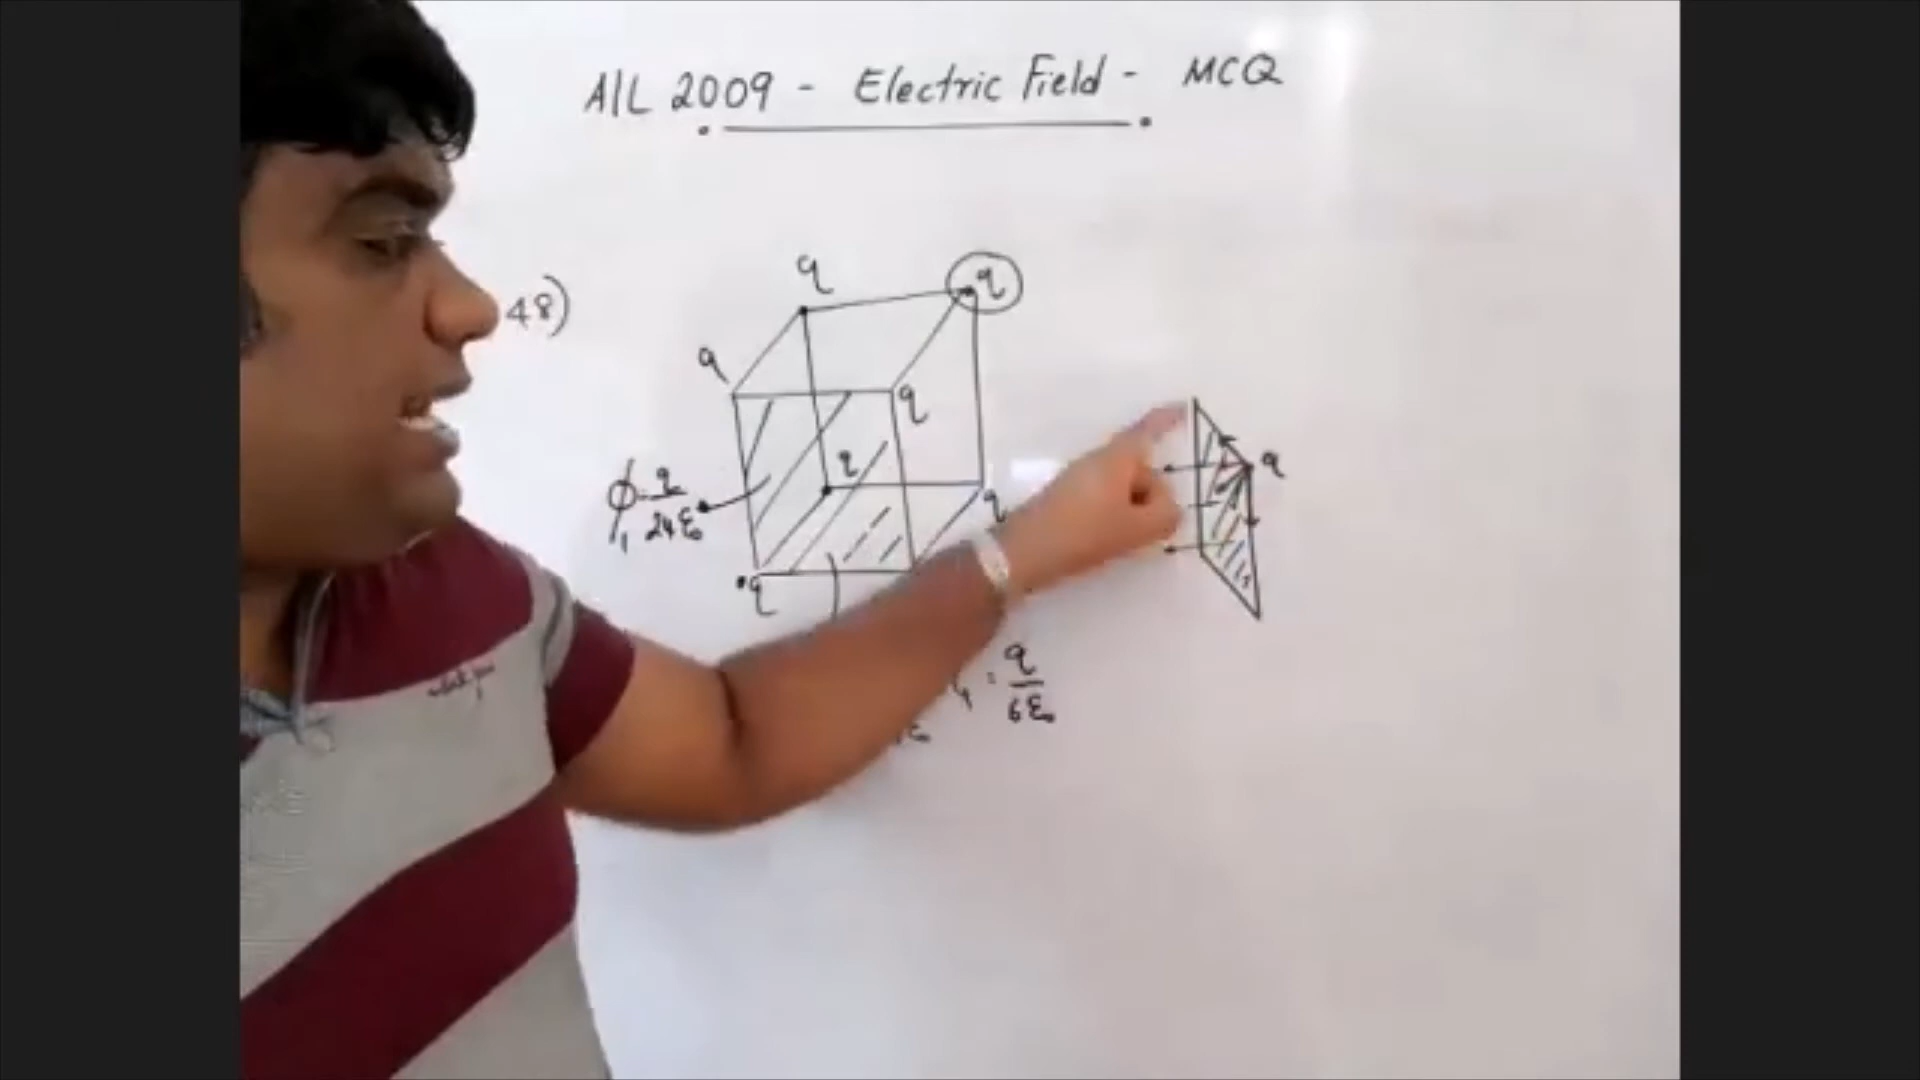 A/L 2009 - Electric Field - MCQ
48)
q
q
q
q
q
ϕ₁ = q/24ε₀
q
q
q
q/6ε₀